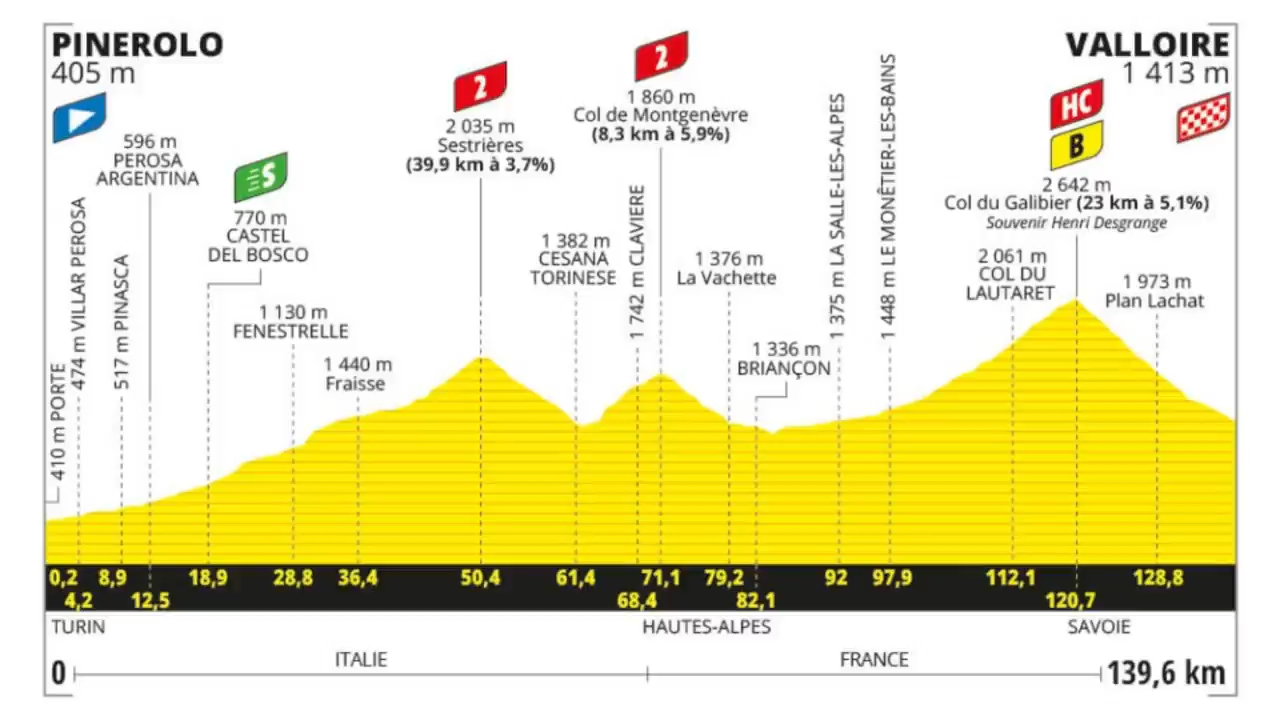 PINEROLO
405 m
VALLOIRE
1 413 m
410 m PORTE
474 m VILLAR PEROSA
517 m PINASCA
596 m
PEROSA
ARGENTINA
S
770 m
CASTEL
DEL BOSCO
1 130 m
FENESTRELLE
1 440 m
Fraisse
2
2 035 m
Sestrières
(39,9 km à 3,7%)
1 382 m
CESANA
TORINESE
1 742 m CLAVIERE
2
1 860 m
Col de Montgenèvre
(8,3 km à 5,9%)
1 376 m
La Vachette
1 336 m
BRIANÇON
1 375 m LA SALLE-LES-ALPES
1 448 m LE MONÊTIER-LES-BAINS
2 061 m
COL DU
LAUTARET
HC
B
2 642 m
Col du Galibier (23 km à 5,1%)
Souvenir Henri Desgrange
1 973 m
Plan Lachat
0,2 8,9 18,9 28,8 36,4 50,4 61,4 71,1 79,2 92 97,9 112,1 128,8
4,2 12,5 68,4 82,1 120,7
TURIN HAUTES-ALPES SAVOIE
ITALIE FRANCE
0 139,6 km